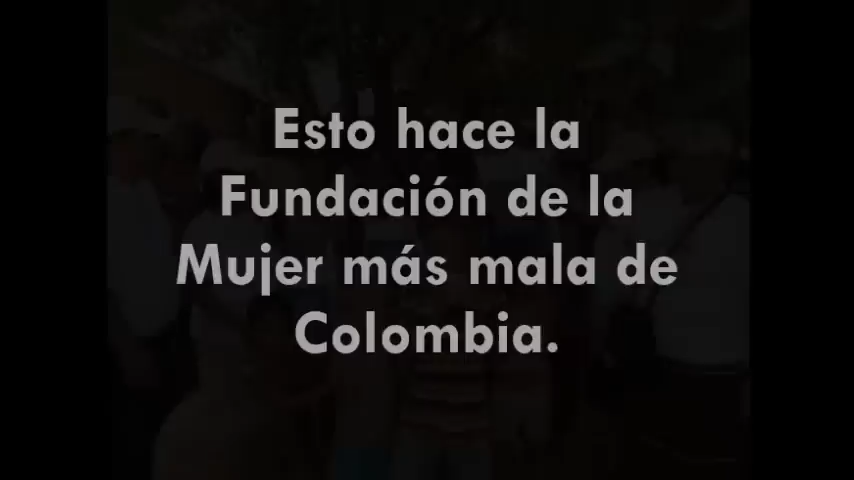 Esto hace la
Fundación de la
Mujer más mala de
Colombia.